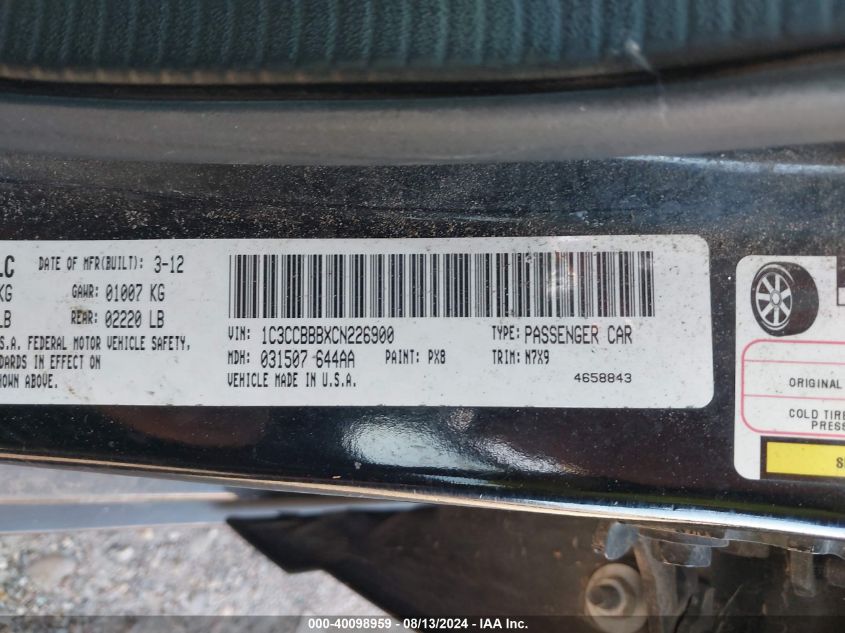 LC DATE OF MFR(BUILT): 3-12
KG GAWR: 01007 KG
LB REAR: 02220 LB
S.A. FEDERAL MOTOR VEHICLE SAFETY,
DARDS IN EFFECT ON
HOWN ABOVE.
VIN: 1C3CCBBBXCN226900 TYPE: PASSENGER CAR
MDH: 031507 644AA PAINT: PX8 TRIM: N7X9
VEHICLE MADE IN U.S.A. 4658843
ORIGINAL
COLD TIRE
PRESS
000-40098959 - 08/13/2024 - IAA Inc.